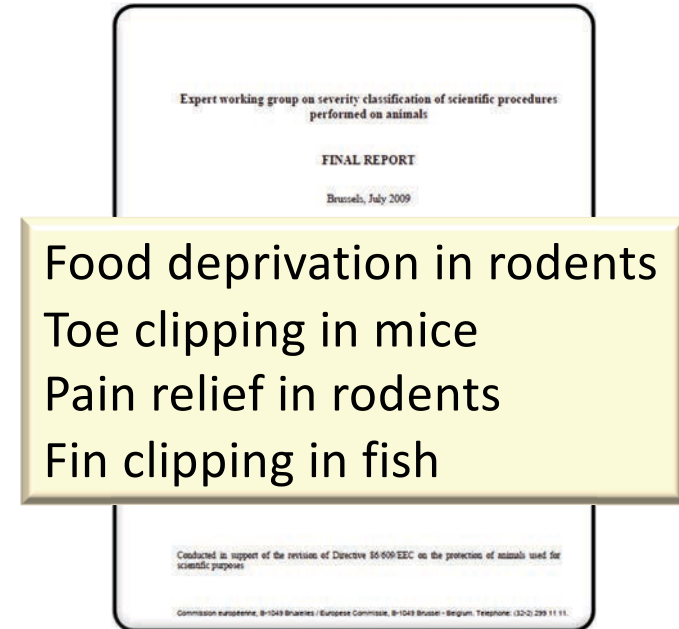 Expert working group on severity classification of scientific procedures
performed on animals
FINAL REPORT
Brussels, July 2009
Food deprivation in rodents
Toe clipping in mice
Pain relief in rodents
Fin clipping in fish
Conducted in support of the revision of Directive 86/609/EEC on the protection of animals used for
scientific purposes
Commission européenne, B-1049 Bruxelles / Europese Commissie, B-1049 Brussel - Belgium. Telephone: (32-2) 299 11 11.